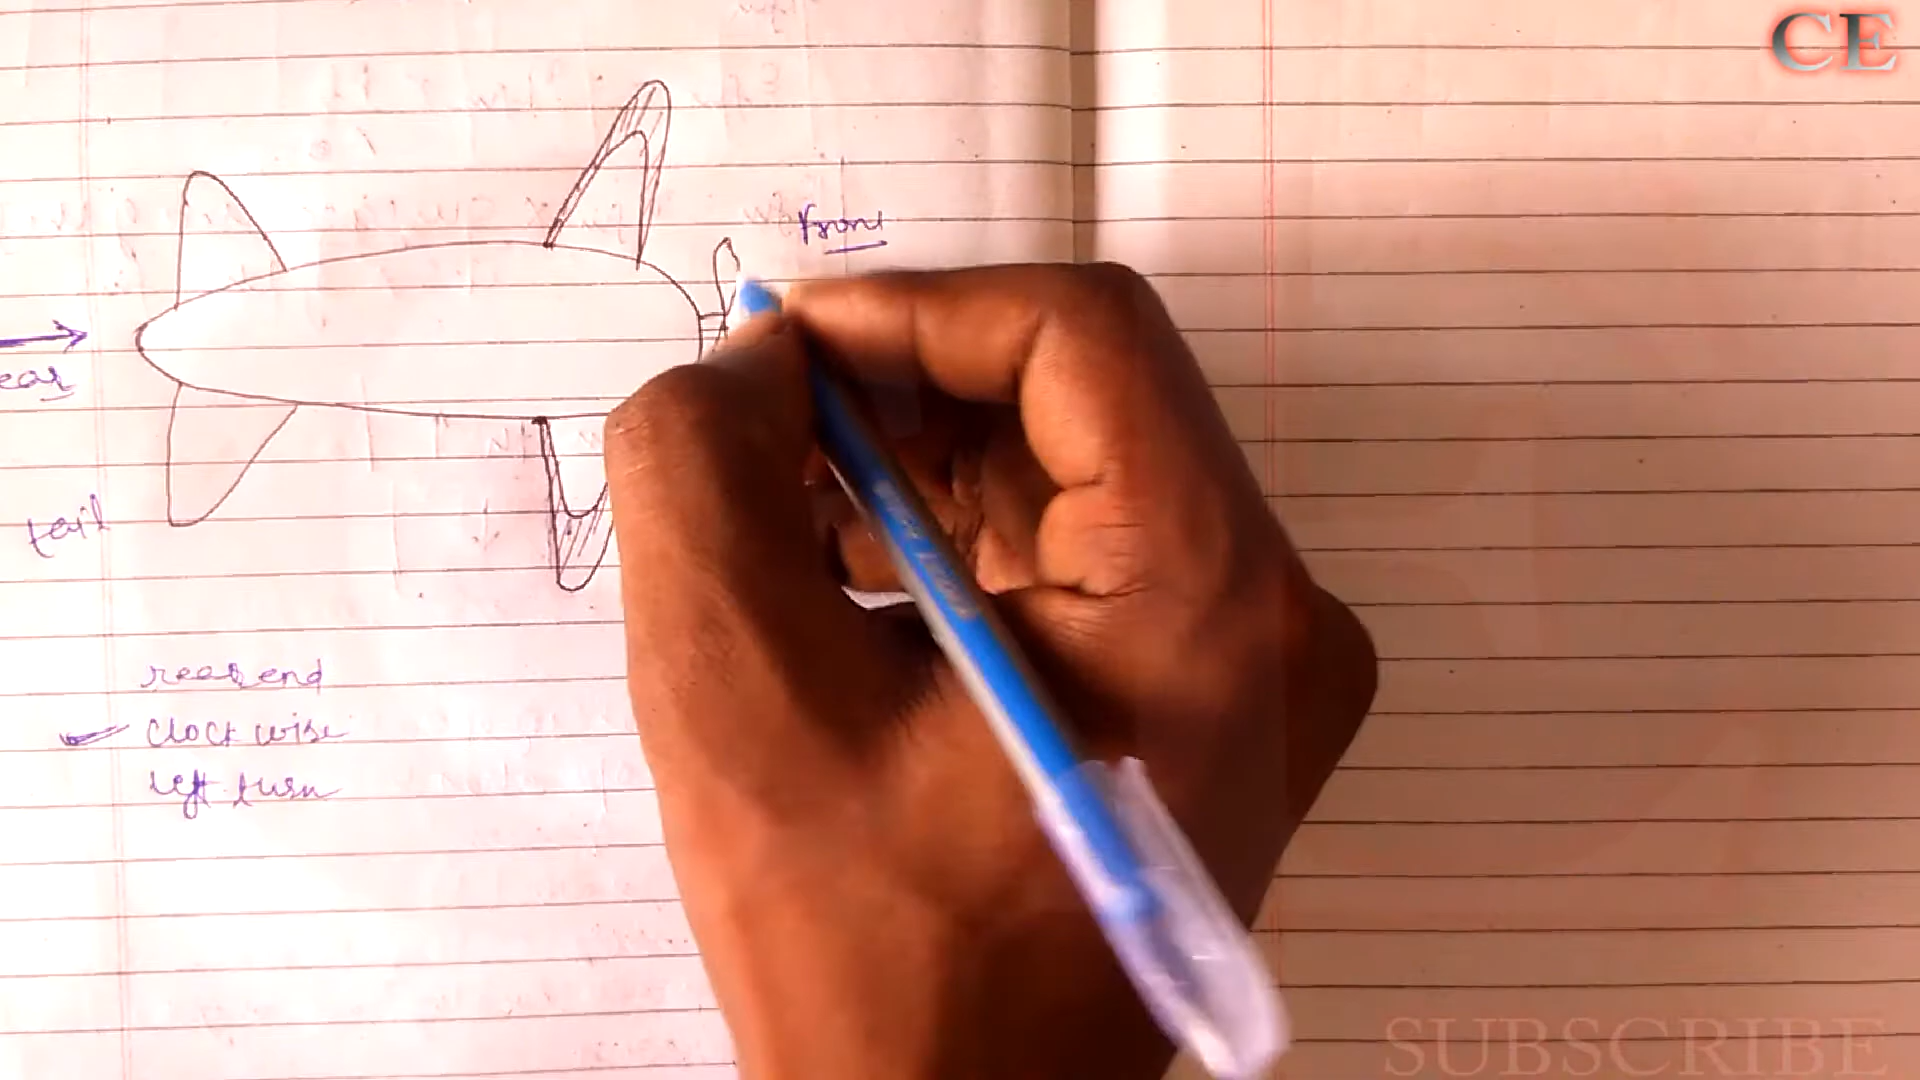 CE
Front
ear
tail
rear end
clock wise
left turn
SUBSCRIBE